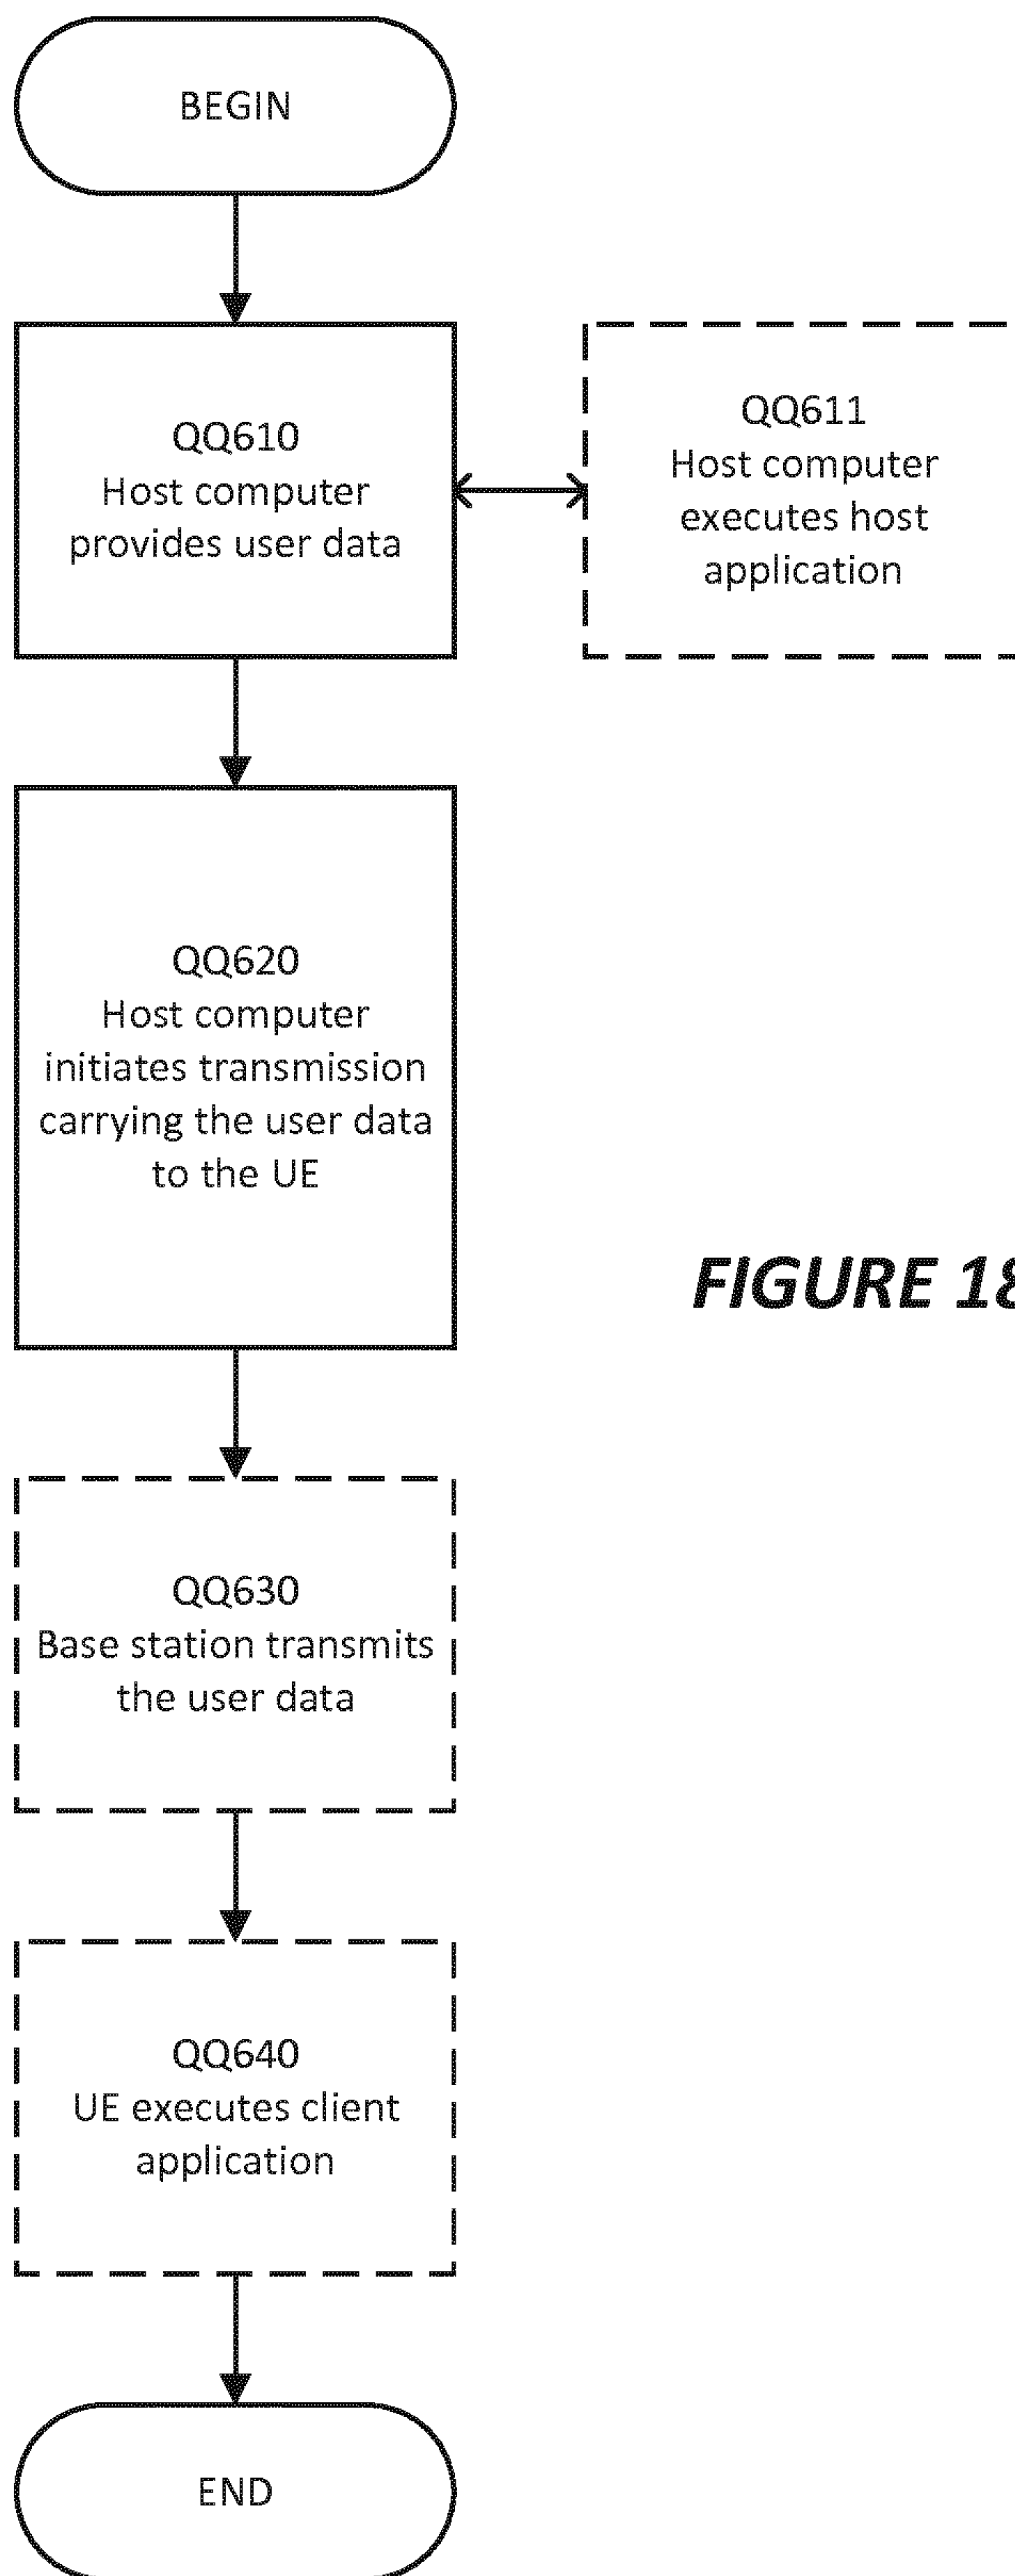 BEGIN
QQ610
Host computer
provides user data
QQ611
Host computer
executes host
application
QQ620
Host computer
initiates transmission
carrying the user data
to the UE
FIGURE 18
QQ630
Base station transmits
the user data
QQ640
UE executes client
application
END